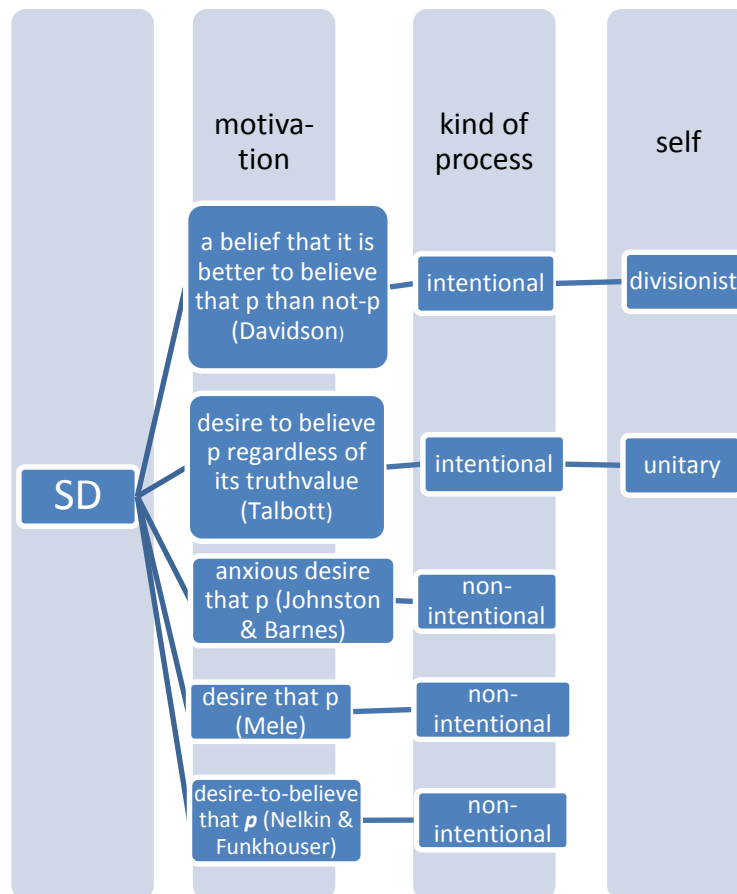 motiva-
tion
kind of
process
self
a belief that it is
better to believe
that p than not-p
(Davidson)
intentional
divisionist
desire to believe
p regardless of
its truthvalue
(Talbott)
intentional
unitary
SD
anxious desire
that p (Johnston
& Barnes)
non-
intentional
desire that p
(Mele)
non-
intentional
desire-to-believe
that p (Nelkin &
Funkhouser)
non-
intentional